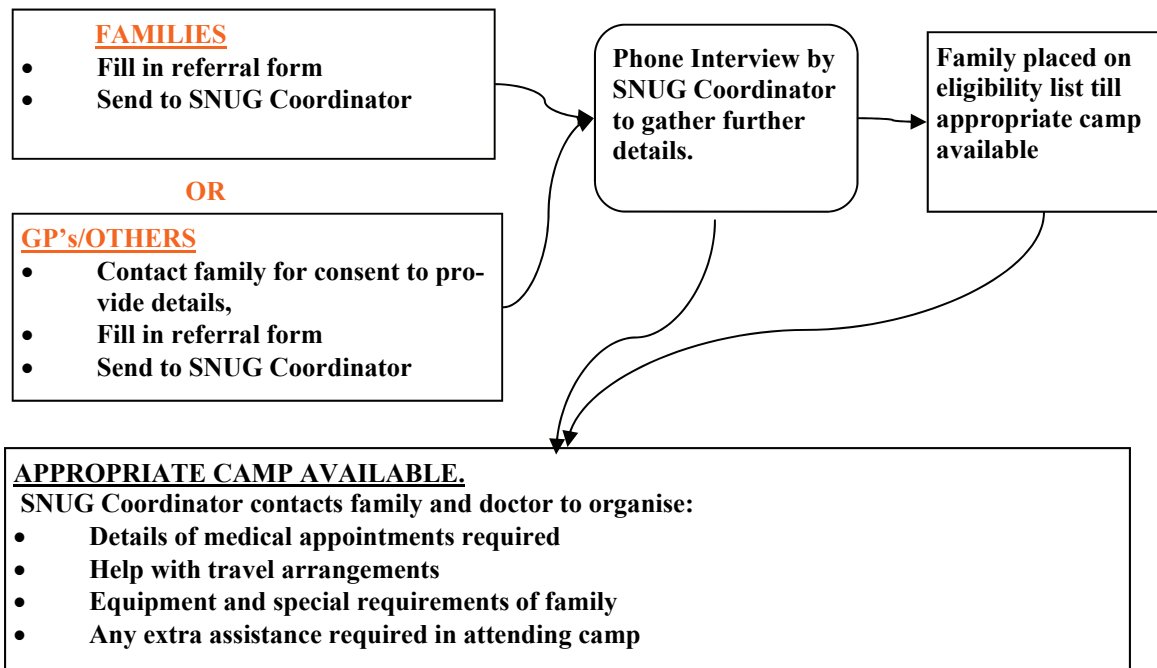 FAMILIES
• Fill in referral form
• Send to SNUG Coordinator
OR
GP’s/OTHERS
• Contact family for consent to pro-
vide details,
• Fill in referral form
• Send to SNUG Coordinator
Phone Interview by
SNUG Coordinator
to gather further
details.
Family placed on
eligibility list till
appropriate camp
available
APPROPRIATE CAMP AVAILABLE.
SNUG Coordinator contacts family and doctor to organise:
• Details of medical appointments required
• Help with travel arrangements
• Equipment and special requirements of family
• Any extra assistance required in attending camp